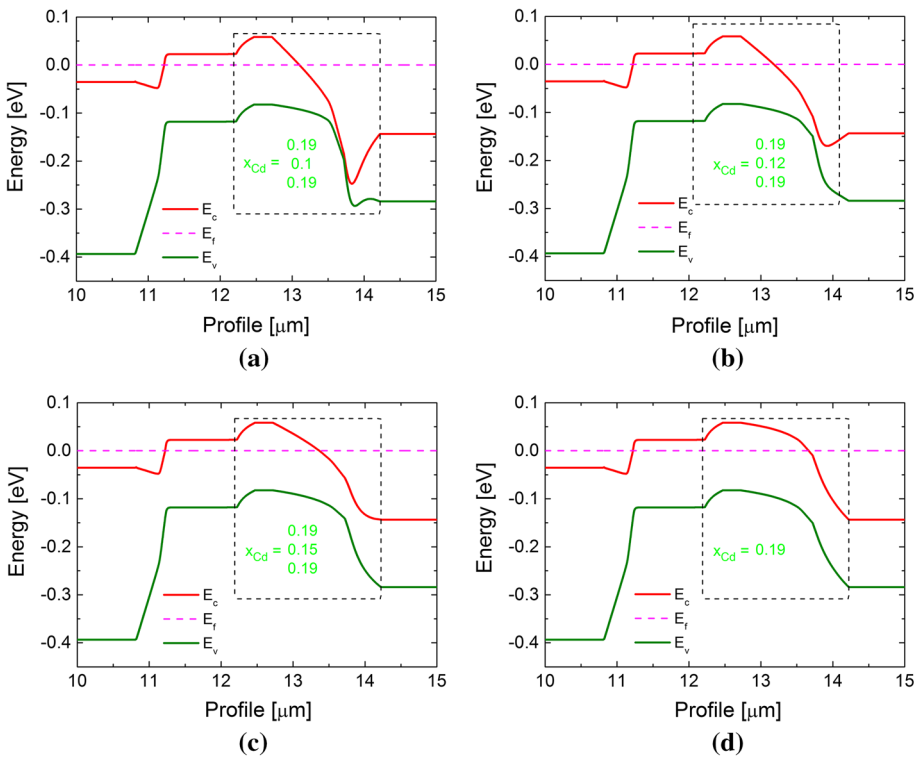 0.1
0.0
-0.1
-0.2
-0.3
-0.4
Energy [eV]
0.19
x_Cd = 0.1
0.19
E_c
E_f
E_v
10 11 12 13 14 15
Profile [μm]
(a)
0.1
0.0
-0.1
-0.2
-0.3
-0.4
Energy [eV]
0.19
x_Cd = 0.12
0.19
E_c
E_f
E_v
10 11 12 13 14 15
Profile [μm]
(b)
0.1
0.0
-0.1
-0.2
-0.3
-0.4
Energy [eV]
0.19
x_Cd = 0.15
0.19
E_c
E_f
E_v
10 11 12 13 14 15
Profile [μm]
(c)
0.1
0.0
-0.1
-0.2
-0.3
-0.4
Energy [eV]
x_Cd = 0.19
E_c
E_f
E_v
10 11 12 13 14 15
Profile [μm]
(d)